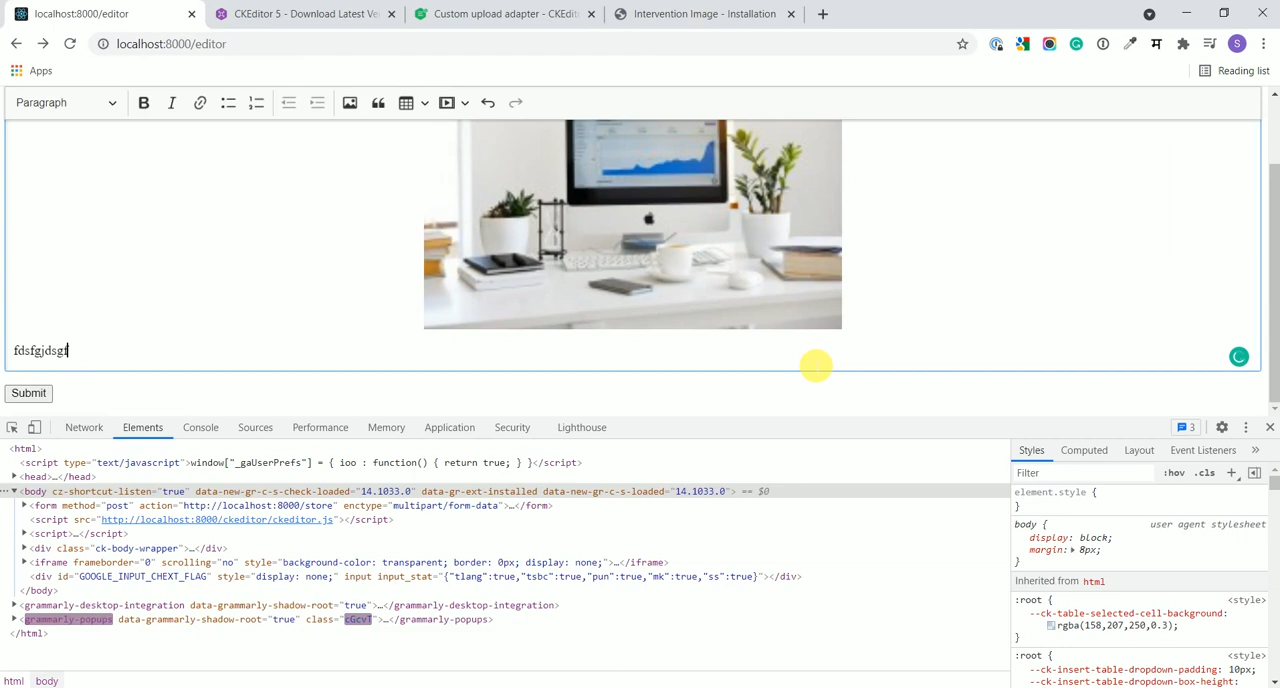 localhost:8000/editor
CKEditor 5 - Download Latest Ve
Custom upload adapter - CKEdit
Intervention Image - Installation
localhost:8000/editor
S
Apps
Reading list
Paragraph
B I
fdsfgjdsgf
Submit
Network Elements Console Sources Performance Memory Application Security Lighthouse 3
<html>
<script type="text/javascript">window["_gaUserPrefs"] = { ioo : function() { return true; } }</script>
<head>…</head>
<body cz-shortcut-listen="true" data-new-gr-c-s-check-loaded="14.1033.0" data-gr-ext-installed data-new-gr-c-s-loaded="14.1033.0"> == $0
<form method="post" action="http://localhost:8000/store" enctype="multipart/form-data">…</form>
<script src="http://localhost:8000/ckeditor/ckeditor.js"></script>
<script>…</script>
<div class="ck-body-wrapper">…</div>
<iframe frameborder="0" scrolling="no" style="background-color: transparent; border: 0px; display: none;">…</iframe>
<div id="GOOGLE_INPUT_CHEXT_FLAG" style="display: none;" input input_stat="{"tlang":true,"tsbc":true,"pun":true,"mk":true,"ss":true}"></div>
</body>
<grammarly-desktop-integration data-grammarly-shadow-root="true">…</grammarly-desktop-integration>
<grammarly-popups data-grammarly-shadow-root="true" class="cGcvT">…</grammarly-popups>
</html>
html body
Styles Computed Layout Event Listeners
Filter :hov .cls
element.style {
}
body { user agent stylesheet
display: block;
margin: 8px;
}
Inherited from html
:root { <style>
--ck-table-selected-cell-background:
rgba(158,207,250,0.3);
}
:root { <style>
--ck-insert-table-dropdown-padding: 10px;
--ck-insert-table-dropdown-box-height: